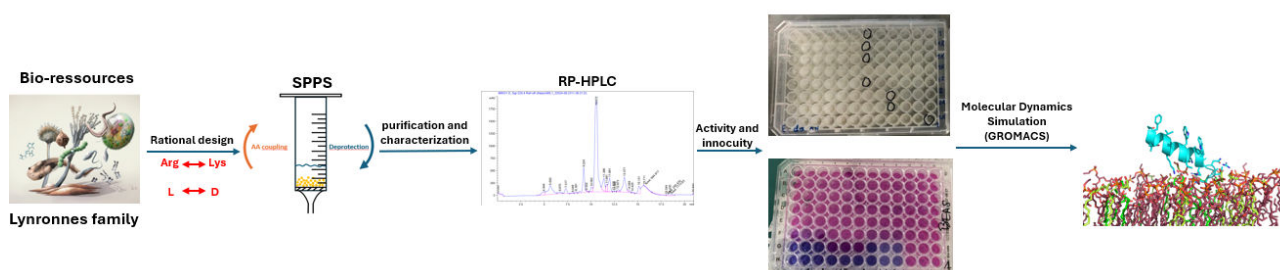 Bio-ressources
Lynronnes family
Rational design
Arg Lys
L D
SPPS
AA coupling
Deprotection
purification and
characterization
RP-HPLC
Activity and
innocuity
BEAS
Molecular Dynamics
Simulation
(GROMACS)